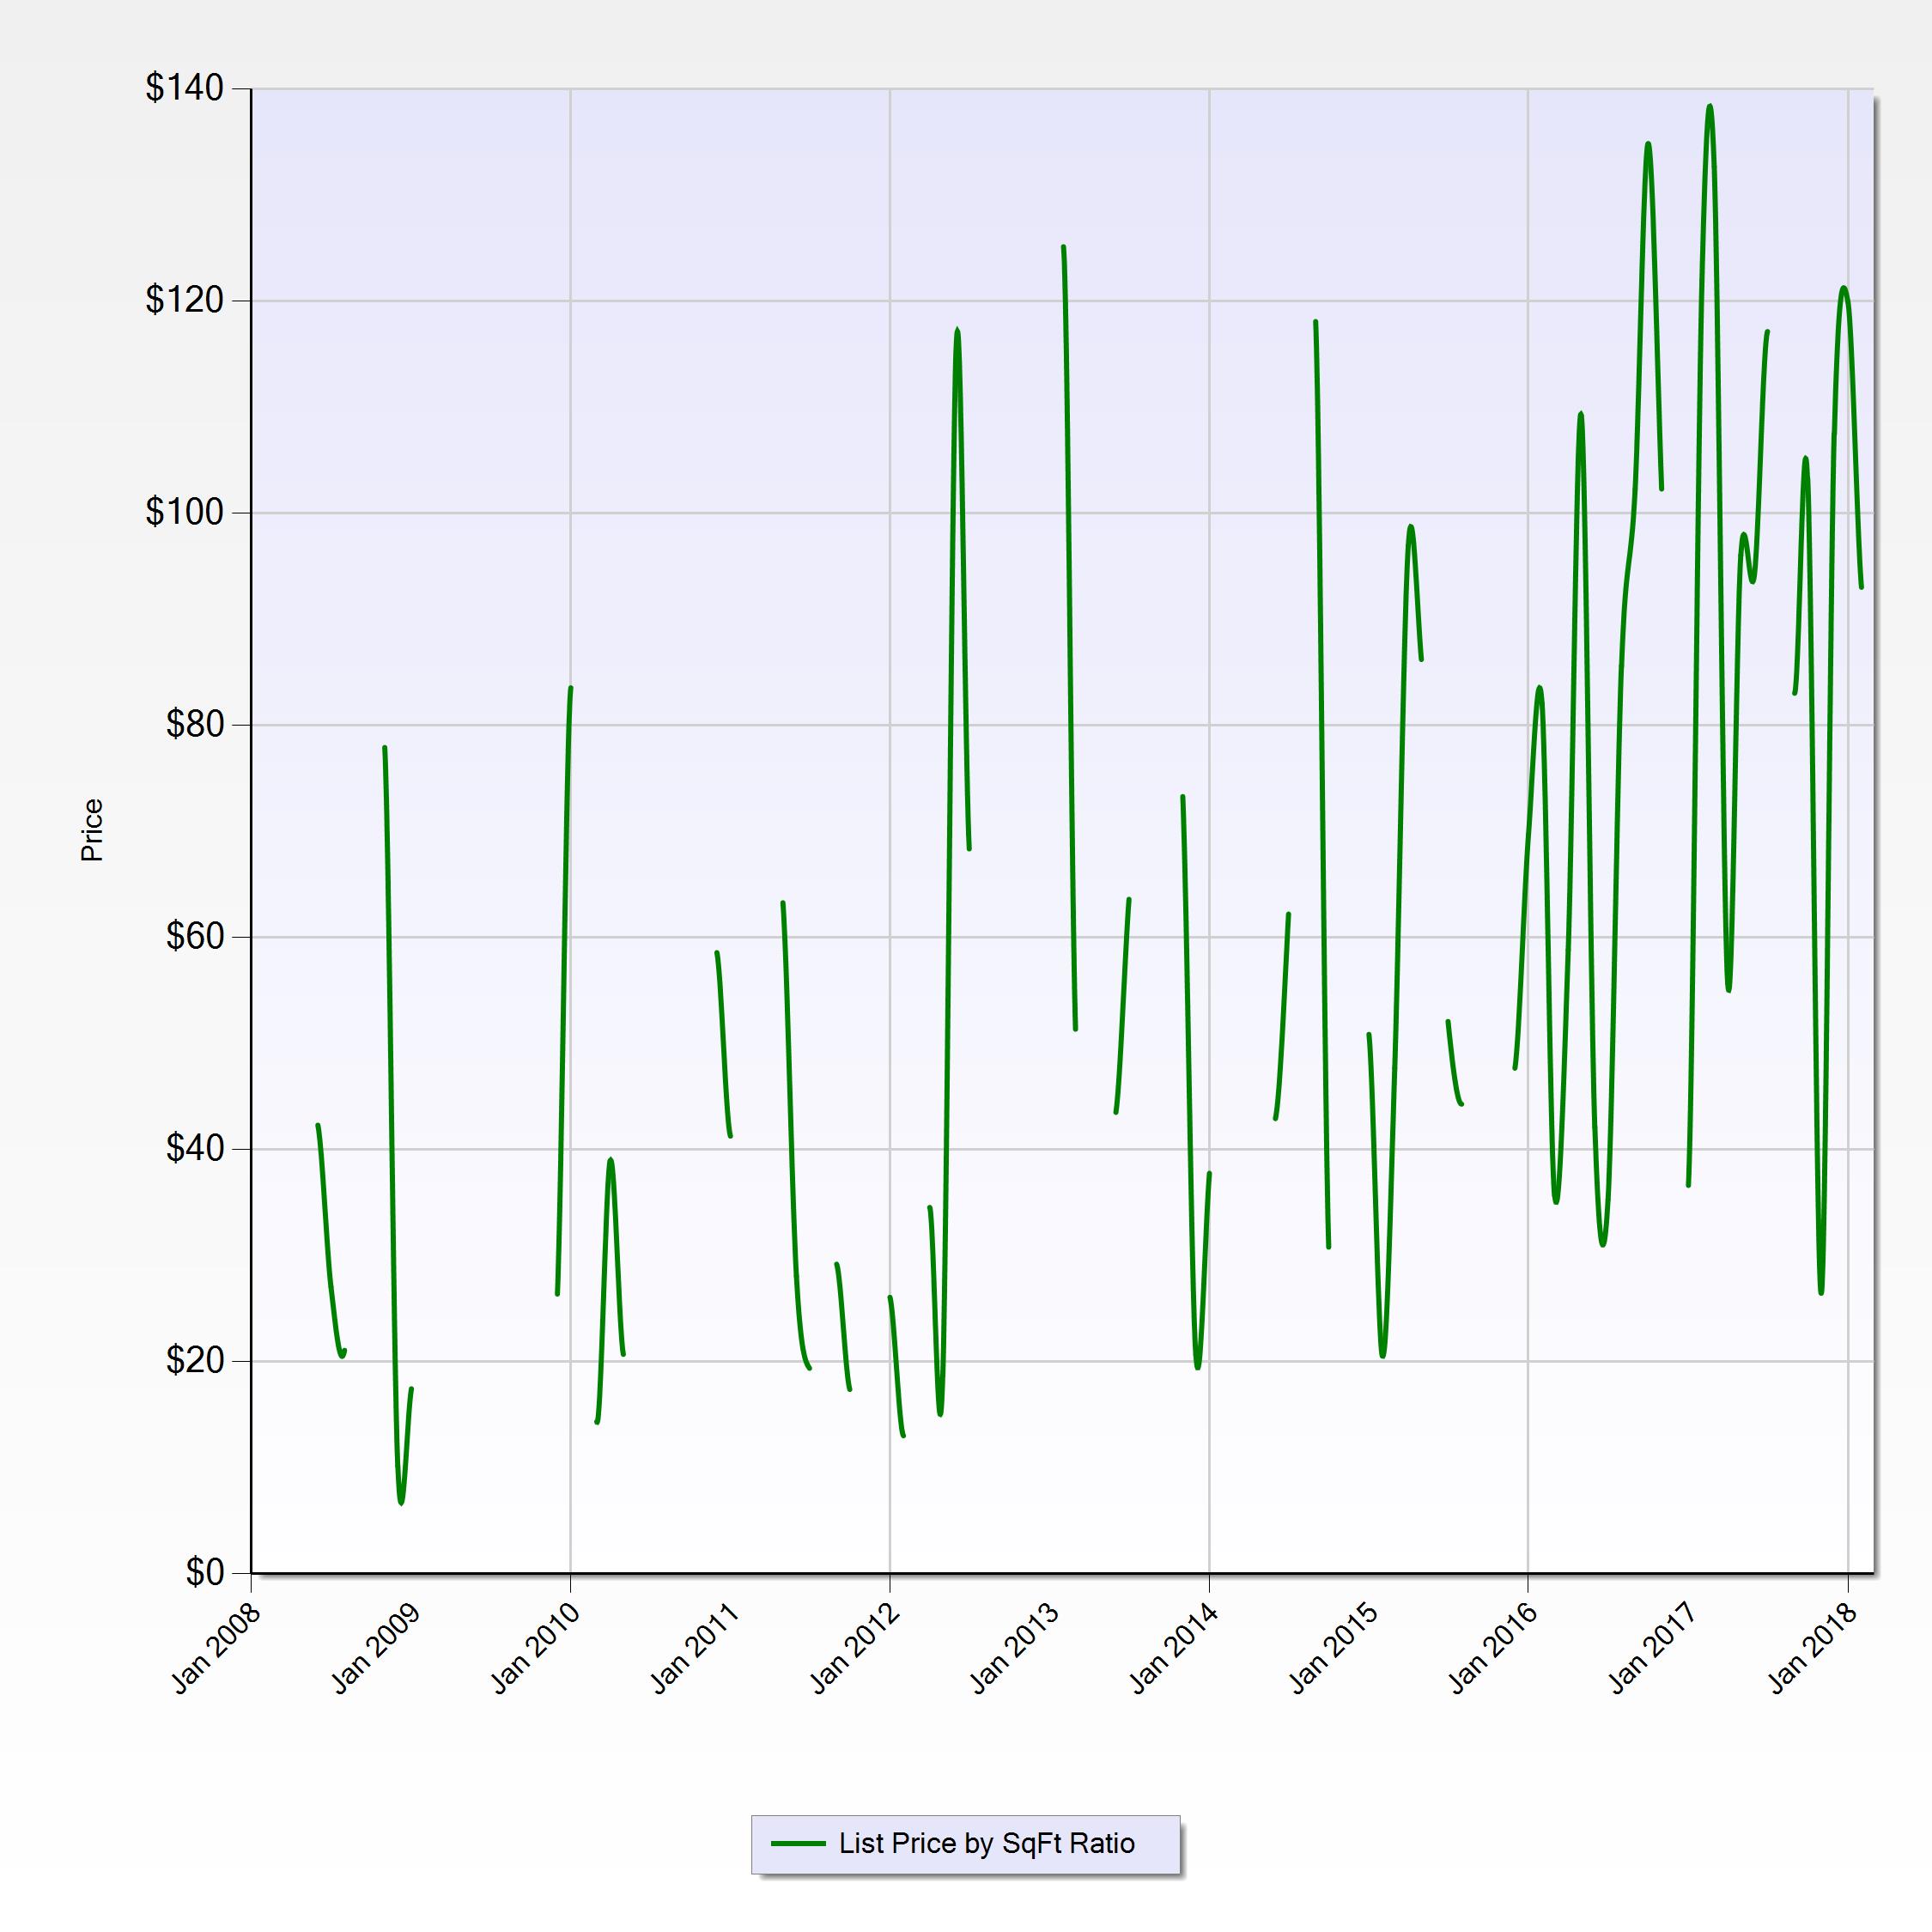 $140
$120
$100
$80
$60
$40
$20
$0
Price
Jan 2008
Jan 2009
Jan 2010
Jan 2011
Jan 2012
Jan 2013
Jan 2014
Jan 2015
Jan 2016
Jan 2017
Jan 2018
List Price by SqFt Ratio